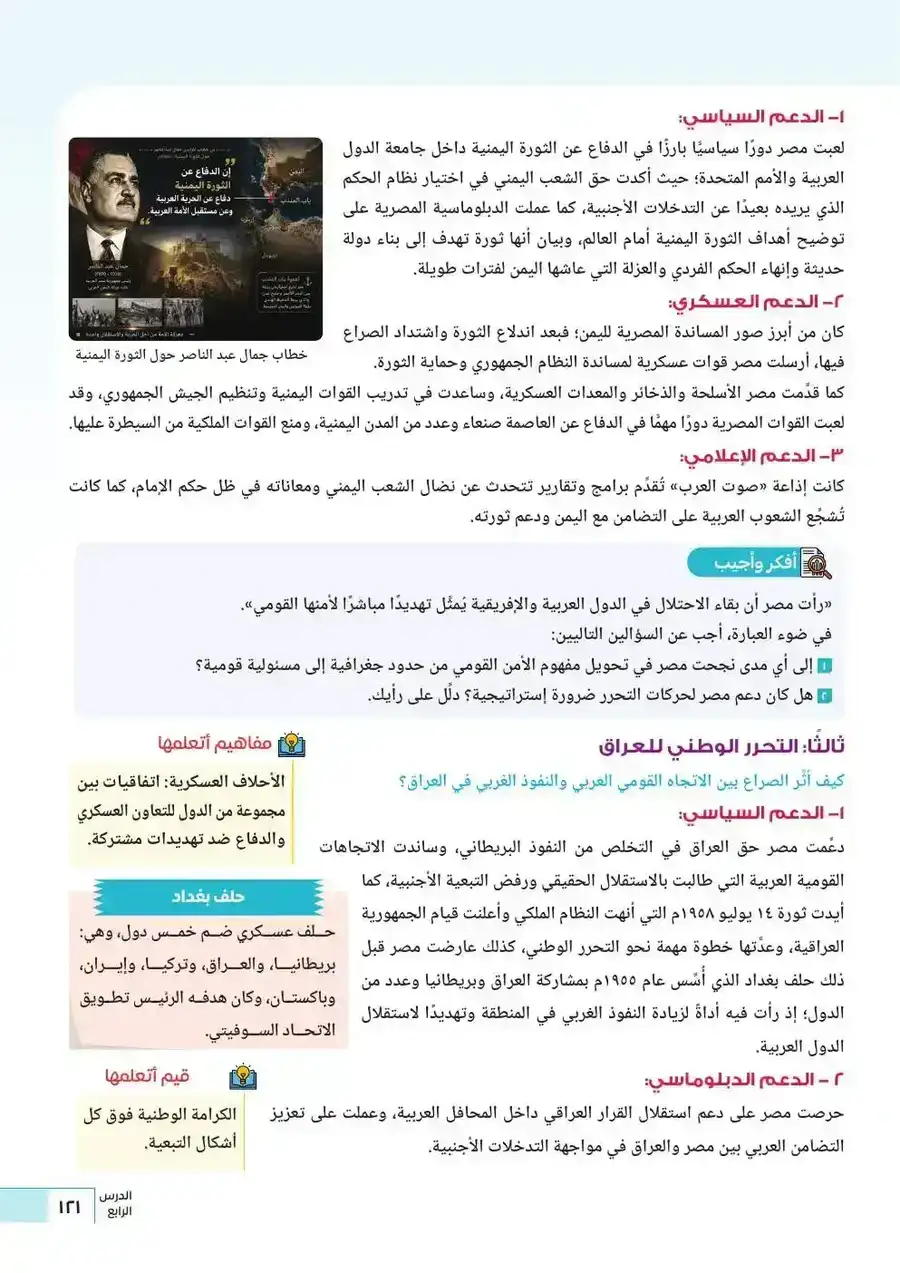 ١- الدعم السياسي:
لعبت مصر دورًا سياسيًّا بارزًا في الدفاع عن الثورة اليمنية داخل جامعة الدول
العربية والأمم المتحدة؛ حيث أكدت حق الشعب اليمني في اختيار نظام الحكم
الذي يريده بعيدًا عن التدخلات الأجنبية، كما عملت الدبلوماسية المصرية على
توضيح أهداف الثورة اليمنية أمام العالم، وبيان أنها ثورة تهدف إلى بناء دولة
حديثة وإنهاء الحكم الفردي والعزلة التي عاشها اليمن لفترات طويلة.
إن الدفاع عن
الثورة اليمنية
دفاع عن الحرية العربية
وعن مستقبل الأمة العربية.
اليمن
باب المندب
جمال عبد الناصر
خطاب جمال عبد الناصر حول الثورة اليمنية
٢- الدعم العسكري:
كان من أبرز صور المساندة المصرية لليمن؛ فبعد اندلاع الثورة واشتداد الصراع
فيها، أرسلت مصر قوات عسكرية لمساندة النظام الجمهوري وحماية الثورة.
كما قدَّمت مصر الأسلحة والذخائر والمعدات العسكرية، وساعدت في تدريب القوات اليمنية وتنظيم الجيش الجمهوري، وقد
لعبت القوات المصرية دورًا مهمًّا في الدفاع عن العاصمة صنعاء وعدد من المدن اليمنية، ومنع القوات الملكية من السيطرة عليها.
٣- الدعم الإعلامي:
كانت إذاعة «صوت العرب» تُقدَّم برامج وتقارير تتحدث عن نضال الشعب اليمني ومعاناته في ظل حكم الإمام، كما كانت
تُشجِّع الشعوب العربية على التضامن مع اليمن ودعم ثورته.
أفكر وأجيب
«رأت مصر أن بقاء الاحتلال في الدول العربية والإفريقية يُمثِّل تهديدًا مباشرًا لأمنها القومي».
في ضوء العبارة، أجب عن السؤالين التاليين:
١ إلى أي مدى نجحت مصر في تحويل مفهوم الأمن القومي من حدود جغرافية إلى مسئولية قومية؟
٢ هل كان دعم مصر لحركات التحرر ضرورة إستراتيجية؟ دلِّل على رأيك.
ثالثًا: التحرر الوطني للعراق
كيف أثَّر الصراع بين الاتجاه القومي العربي والنفوذ الغربي في العراق؟
١- الدعم السياسي:
دعَّمت مصر حق العراق في التخلص من النفوذ البريطاني، وساندت الاتجاهات
القومية العربية التي طالبت بالاستقلال الحقيقي ورفض التبعية الأجنبية، كما
أيدت ثورة ١٤ يوليو ١٩٥٨م التي أنهت النظام الملكي وأعلنت قيام الجمهورية
العراقية، وعدَّتها خطوة مهمة نحو التحرر الوطني، كذلك عارضت مصر قبل
ذلك حلف بغداد الذي أُسِّس عام ١٩٥٥م بمشاركة العراق وبريطانيا وعدد من
الدول؛ إذ رأت فيه أداةً لزيادة النفوذ الغربي في المنطقة وتهديدًا لاستقلال
الدول العربية.
مفاهيم أتعلمها
الأحلاف العسكرية: اتفاقيات بين
مجموعة من الدول للتعاون العسكري
والدفاع ضد تهديدات مشتركة.
حلف بغداد
حلف عسكري ضم خمس دول، وهي:
بريطانيا، والعراق، وتركيا، وإيران،
وباكستان، وكان هدفه الرئيس تطويق
الاتحاد السوفيتي.
٢ – الدعم الدبلوماسي:
حرصت مصر على دعم استقلال القرار العراقي داخل المحافل العربية، وعملت على تعزيز
التضامن العربي بين مصر والعراق في مواجهة التدخلات الأجنبية.
قيم أتعلمها
الكرامة الوطنية فوق كل
أشكال التبعية.
الدرس
الرابع
١٢١